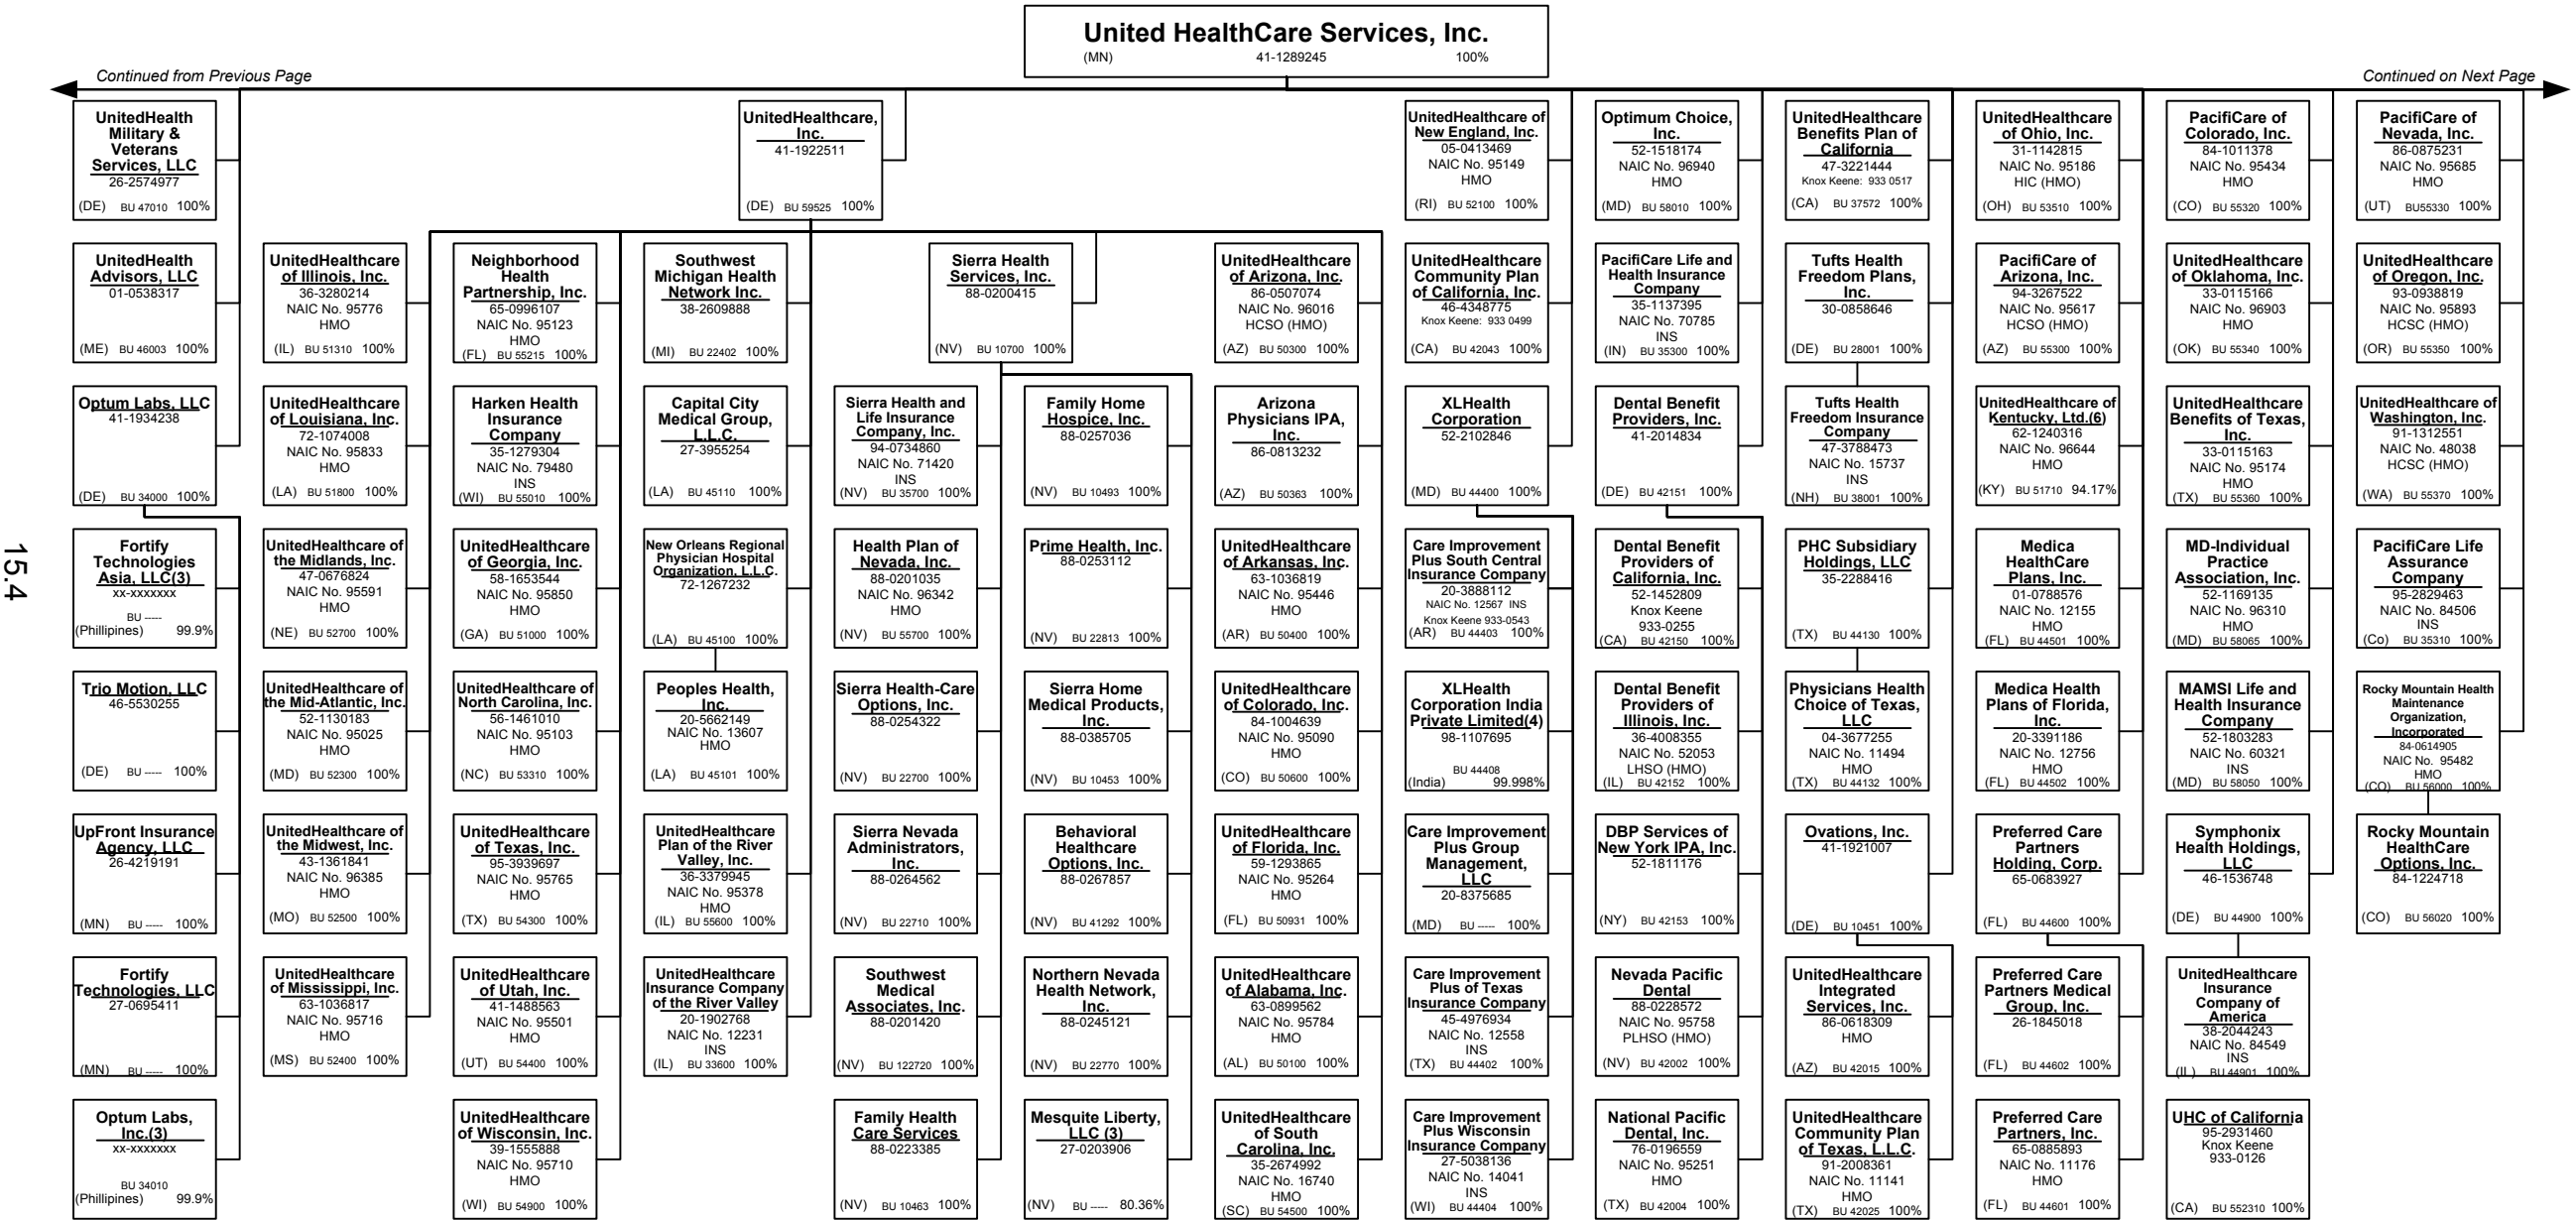 United HealthCare Services, Inc.
(MN) 41-1289245 100%
Continued from Previous Page
Continued on Next Page
UnitedHealth
Military &
Veterans
Services, LLC
26-2574977
(DE) BU 47010 100%
UnitedHealthcare,
Inc.
41-1922511
(DE) BU 59525 100%
UnitedHealthcare of
New England, Inc.
05-0413469
NAIC No. 95149
HMO
(RI) BU 52100 100%
Optimum Choice,
Inc.
52-1518174
NAIC No. 96940
HMO
(MD) BU 58010 100%
UnitedHealthcare
Benefits Plan of
California
47-3221444
Knox Keene: 933 0517
(CA) BU 37572 100%
UnitedHealthcare
of Ohio, Inc.
31-1142815
NAIC No. 95186
HIC (HMO)
(OH) BU 53510 100%
PacifiCare of
Colorado, Inc.
84-1011378
NAIC No. 95434
HMO
(CO) BU 55320 100%
PacifiCare of
Nevada, Inc.
86-0875231
NAIC No. 95685
HMO
(UT) BU55330 100%
UnitedHealth
Advisors, LLC
01-0538317
(ME) BU 46003 100%
UnitedHealthcare
of Illinois, Inc.
36-3280214
NAIC No. 95776
HMO
(IL) BU 51310 100%
Neighborhood
Health
Partnership, Inc.
65-0996107
NAIC No. 95123
HMO
(FL) BU 55215 100%
Southwest
Michigan Health
Network Inc.
38-2609888
(MI) BU 22402 100%
Sierra Health
Services, Inc.
88-0200415
(NV) BU 10700 100%
UnitedHealthcare
of Arizona, Inc.
86-0507074
NAIC No. 96016
HCSO (HMO)
(AZ) BU 50300 100%
UnitedHealthcare
Community Plan
of California, Inc.
46-4348775
Knox Keene: 933 0499
(CA) BU 42043 100%
PacifiCare Life and
Health Insurance
Company
35-1137395
NAIC No. 70785
INS
(IN) BU 35300 100%
Tufts Health
Freedom Plans,
Inc.
30-0858646
(DE) BU 28001 100%
PacifiCare of
Arizona, Inc.
94-3267522
NAIC No. 95617
HCSO (HMO)
(AZ) BU 55300 100%
UnitedHealthcare
of Oklahoma, Inc.
33-0115166
NAIC No. 96903
HMO
(OK) BU 55340 100%
UnitedHealthcare
of Oregon, Inc.
93-0938819
NAIC No. 95893
HCSC (HMO)
(OR) BU 55350 100%
Optum Labs, LLC
41-1934238
(DE) BU 34000 100%
UnitedHealthcare
of Louisiana, Inc.
72-1074008
NAIC No. 95833
HMO
(LA) BU 51800 100%
Harken Health
Insurance
Company
35-1279304
NAIC No. 79480
INS
(WI) BU 55010 100%
Capital City
Medical Group,
L.L.C.
27-3955254
(LA) BU 45110 100%
Sierra Health and
Life Insurance
Company, Inc.
94-0734860
NAIC No. 71420
INS
(NV) BU 35700 100%
Family Home
Hospice, Inc.
88-0257036
(NV) BU 10493 100%
Arizona
Physicians IPA,
Inc.
86-0813232
(AZ) BU 50363 100%
XLHealth
Corporation
52-2102846
(MD) BU 44400 100%
Dental Benefit
Providers, Inc.
41-2014834
(DE) BU 42151 100%
Tufts Health
Freedom Insurance
Company
47-3788473
NAIC No. 15737
INS
(NH) BU 38001 100%
UnitedHealthcare of
Kentucky, Ltd.(6)
62-1240316
NAIC No. 96644
HMO
(KY) BU 51710 94.17%
UnitedHealthcare
Benefits of Texas,
Inc.
33-0115163
NAIC No. 95174
HMO
(TX) BU 55360 100%
UnitedHealthcare of
Washington, Inc.
91-1312551
NAIC No. 48038
HCSC (HMO)
(WA) BU 55370 100%
15.4
Fortify
Technologies
Asia, LLC(3)
xx-xxxxxxx
BU -----
(Phillipines) 99.9%
UnitedHealthcare of
the Midlands, Inc.
47-0676824
NAIC No. 95591
HMO
(NE) BU 52700 100%
UnitedHealthcare
of Georgia, Inc.
58-1653544
NAIC No. 95850
HMO
(GA) BU 51000 100%
New Orleans Regional
Physician Hospital
Organization, L.L.C.
72-1267232
(LA) BU 45100 100%
Health Plan of
Nevada, Inc.
88-0201035
NAIC No. 96342
HMO
(NV) BU 55700 100%
Prime Health, Inc.
88-0253112
(NV) BU 22813 100%
UnitedHealthcare
of Arkansas, Inc.
63-1036819
NAIC No. 95446
HMO
(AR) BU 50400 100%
Care Improvement
Plus South Central
Insurance Company
20-3888112
NAIC No. 12567 INS
Knox Keene 933-0543
(AR) BU 44403 100%
Dental Benefit
Providers of
California, Inc.
52-1452809
Knox Keene
933-0255
(CA) BU 42150 100%
PHC Subsidiary
Holdings, LLC
35-2288416
(TX) BU 44130 100%
Medica
HealthCare
Plans, Inc.
01-0788576
NAIC No. 12155
HMO
(FL) BU 44501 100%
MD-Individual
Practice
Association, Inc.
52-1169135
NAIC No. 96310
HMO
(MD) BU 58065 100%
PacifiCare Life
Assurance
Company
95-2829463
NAIC No. 84506
INS
(Co) BU 35310 100%
Trio Motion, LLC
46-5530255
(DE) BU ----- 100%
UnitedHealthcare of
the Mid-Atlantic, Inc.
52-1130183
NAIC No. 95025
HMO
(MD) BU 52300 100%
UnitedHealthcare of
North Carolina, Inc.
56-1461010
NAIC No. 95103
HMO
(NC) BU 53310 100%
Peoples Health,
Inc.
20-5662149
NAIC No. 13607
HMO
(LA) BU 45101 100%
Sierra Health-Care
Options, Inc.
88-0254322
(NV) BU 22700 100%
Sierra Home
Medical Products,
Inc.
88-0385705
(NV) BU 10453 100%
UnitedHealthcare
of Colorado, Inc.
84-1004639
NAIC No. 95090
HMO
(CO) BU 50600 100%
XLHealth
Corporation India
Private Limited(4)
98-1107695
BU 44408
(India) 99.998%
Dental Benefit
Providers of
Illinois, Inc.
36-4008355
NAIC No. 52053
LHSO (HMO)
(IL) BU 42152 100%
Physicians Health
Choice of Texas,
LLC
04-3677255
NAIC No. 11494
HMO
(TX) BU 44132 100%
Medica Health
Plans of Florida,
Inc.
20-3391186
NAIC No. 12756
HMO
(FL) BU 44502 100%
MAMSI Life and
Health Insurance
Company
52-1803283
NAIC No. 60321
INS
(MD) BU 58050 100%
Rocky Mountain Health
Maintenance
Organization,
Incorporated
84-0614905
NAIC No. 95482
HMO
(CO) BU 56000 100%
UpFront Insurance
Agency, LLC
26-4219191
(MN) BU ----- 100%
UnitedHealthcare of
the Midwest, Inc.
43-1361841
NAIC No. 96385
HMO
(MO) BU 52500 100%
UnitedHealthcare
of Texas, Inc.
95-3939697
NAIC No. 95765
HMO
(TX) BU 54300 100%
UnitedHealthcare
Plan of the River
Valley, Inc.
36-3379945
NAIC No. 95378
HMO
(IL) BU 55600 100%
Sierra Nevada
Administrators,
Inc.
88-0264562
(NV) BU 22710 100%
Behavioral
Healthcare
Options, Inc.
88-0267857
(NV) BU 41292 100%
UnitedHealthcare
of Florida, Inc.
59-1293865
NAIC No. 95264
HMO
(FL) BU 50931 100%
Care Improvement
Plus Group
Management,
LLC
20-8375685
(MD) BU ----- 100%
DBP Services of
New York IPA, Inc.
52-1811176
(NY) BU 42153 100%
Ovations, Inc.
41-1921007
(DE) BU 10451 100%
Preferred Care
Partners
Holding, Corp.
65-0683927
(FL) BU 44600 100%
Symphonix
Health Holdings,
LLC
46-1536748
(DE) BU 44900 100%
Rocky Mountain
HealthCare
Options, Inc.
84-1224718
(CO) BU 56020 100%
Fortify
Technologies, LLC
27-0695411
(MN) BU ----- 100%
UnitedHealthcare
of Mississippi, Inc.
63-1036817
NAIC No. 95716
HMO
(MS) BU 52400 100%
UnitedHealthcare
of Utah, Inc.
41-1488563
NAIC No. 95501
HMO
(UT) BU 54400 100%
UnitedHealthcare
Insurance Company
of the River Valley
20-1902768
NAIC No. 12231
INS
(IL) BU 33600 100%
Southwest
Medical
Associates, Inc.
88-0201420
(NV) BU 122720 100%
Northern Nevada
Health Network,
Inc.
88-0245121
(NV) BU 22770 100%
UnitedHealthcare
of Alabama, Inc.
63-0899562
NAIC No. 95784
HMO
(AL) BU 50100 100%
Care Improvement
Plus of Texas
Insurance Company
45-4976934
NAIC No. 12558
INS
(TX) BU 44402 100%
Nevada Pacific
Dental
88-0228572
NAIC No. 95758
PLHSO (HMO)
(NV) BU 42002 100%
UnitedHealthcare
Integrated
Services, Inc.
86-0618309
HMO
(AZ) BU 42015 100%
Preferred Care
Partners Medical
Group, Inc.
26-1845018
(FL) BU 44602 100%
UnitedHealthcare
Insurance
Company of
America
38-2044243
NAIC No. 84549
INS
(IL) BU 44901 100%
Optum Labs,
Inc.(3)
xx-xxxxxxx
BU 34010
(Phillipines) 99.9%
UnitedHealthcare
of Wisconsin, Inc.
39-1555888
NAIC No. 95710
HMO
(WI) BU 54900 100%
Family Health
Care Services
88-0223385
(NV) BU 10463 100%
Mesquite Liberty,
LLC (3)
27-0203906
(NV) BU ----- 80.36%
UnitedHealthcare
of South
Carolina, Inc.
35-2674992
NAIC No. 16740
HMO
(SC) BU 54500 100%
Care Improvement
Plus Wisconsin
Insurance Company
27-5038136
NAIC No. 14041
INS
(WI) BU 44404 100%
National Pacific
Dental, Inc.
76-0196559
NAIC No. 95251
HMO
(TX) BU 42004 100%
UnitedHealthcare
Community Plan
of Texas, L.L.C.
91-2008361
NAIC No. 11141
HMO
(TX) BU 42025 100%
Preferred Care
Partners, Inc.
65-0885893
NAIC No. 11176
HMO
(FL) BU 44601 100%
UHC of California
95-2931460
Knox Keene
933-0126
(CA) BU 552310 100%